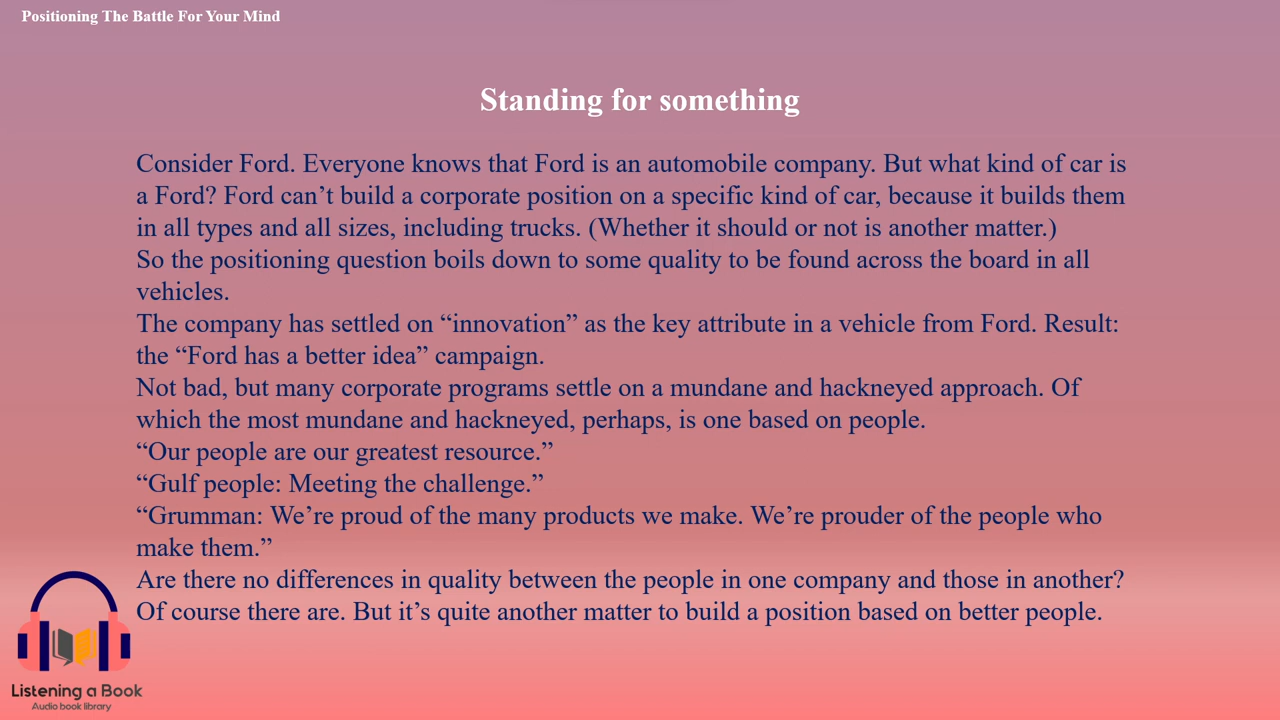 Positioning The Battle For Your Mind
Standing for something
Consider Ford. Everyone knows that Ford is an automobile company. But what kind of car is
a Ford? Ford can’t build a corporate position on a specific kind of car, because it builds them
in all types and all sizes, including trucks. (Whether it should or not is another matter.)
So the positioning question boils down to some quality to be found across the board in all
vehicles.
The company has settled on “innovation” as the key attribute in a vehicle from Ford. Result:
the “Ford has a better idea” campaign.
Not bad, but many corporate programs settle on a mundane and hackneyed approach. Of
which the most mundane and hackneyed, perhaps, is one based on people.
“Our people are our greatest resource.”
“Gulf people: Meeting the challenge.”
“Grumman: We’re proud of the many products we make. We’re prouder of the people who
make them.”
Are there no differences in quality between the people in one company and those in another?
Of course there are. But it’s quite another matter to build a position based on better people.
Listening a Book
Audio book library